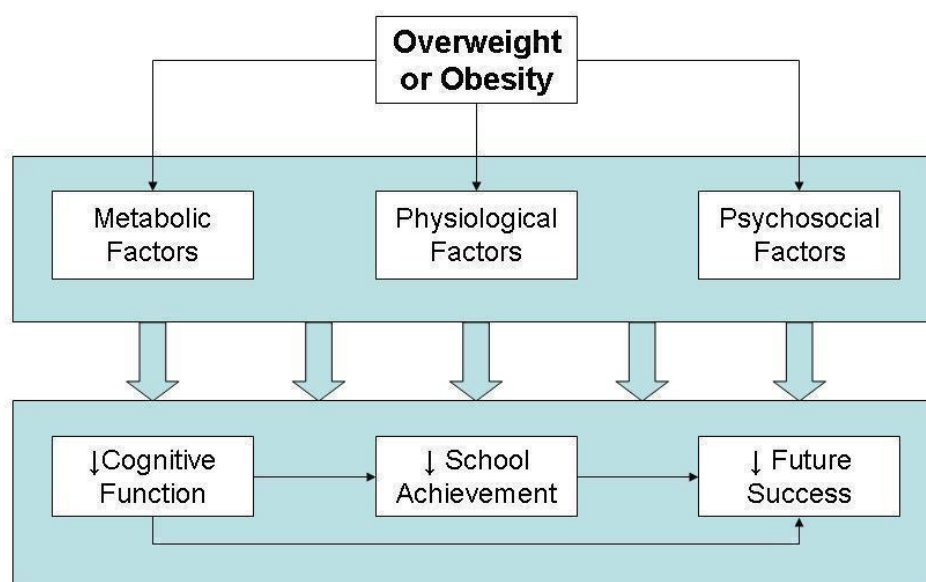 Overweight
or Obesity
Metabolic
Factors
Physiological
Factors
Psychosocial
Factors
↓Cognitive
Function
↓ School
Achievement
↓ Future
Success